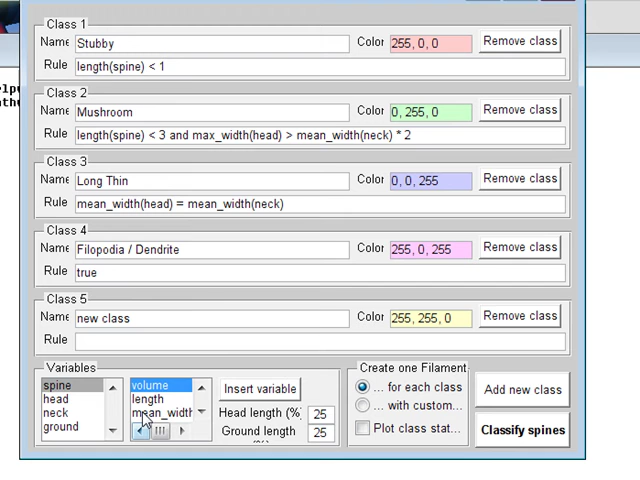 Class 1
Name Stubby Color 255, 0, 0 Remove class
Rule length(spine) < 1
Class 2
Name Mushroom Color 0, 255, 0 Remove class
Rule length(spine) < 3 and max_width(head) > mean_width(neck) * 2
Class 3
Name Long Thin Color 0, 0, 255 Remove class
Rule mean_width(head) = mean_width(neck)
Class 4
Name Filopodia / Dendrite Color 255, 0, 255 Remove class
Rule true
Class 5
Name new class Color 255, 255, 0 Remove class
Rule
Variables
spine
head
neck
ground
volume
length
mean_width
Insert variable
Head length (% 25
Ground length 25
Create one Filament
... for each class
... with custom...
Plot class stat...
Add new class
Classify spines